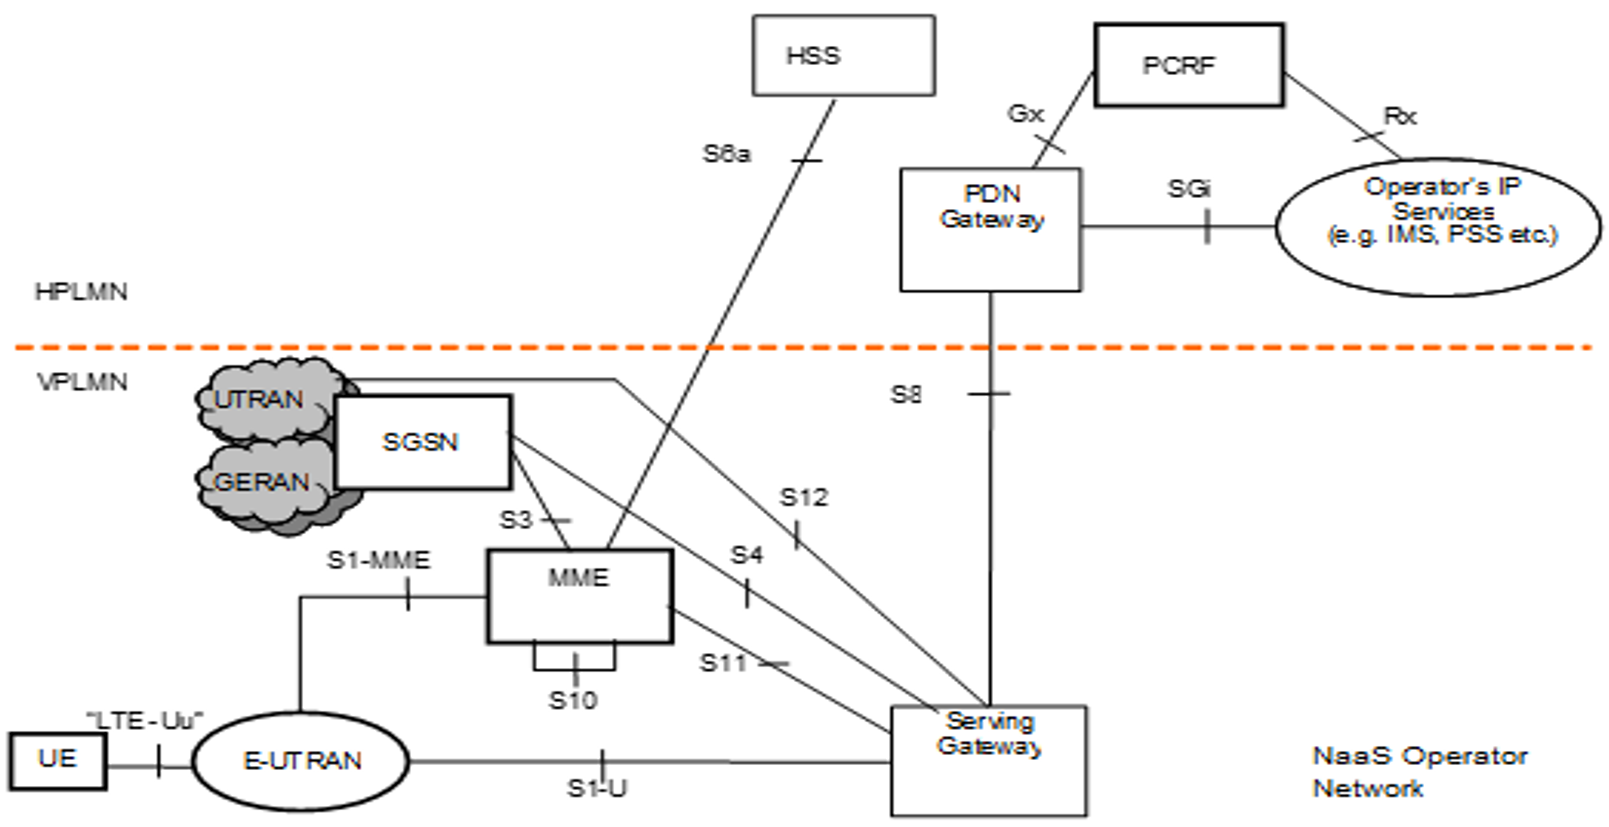 HSS
PCRF
Gx
Rx
S6a
PDN
Gateway
SGi
Operator's IP
Services
(e.g. IMS, PSS etc.)
HPLMN
VPLMN
UTRAN
SGSN
GERAN
S8
S12
S3
S4
S1-MME
MME
S11
S10
"LTE-Uu"
UE
E-UTRAN
S1-U
Serving
Gateway
NaaS Operator
Network